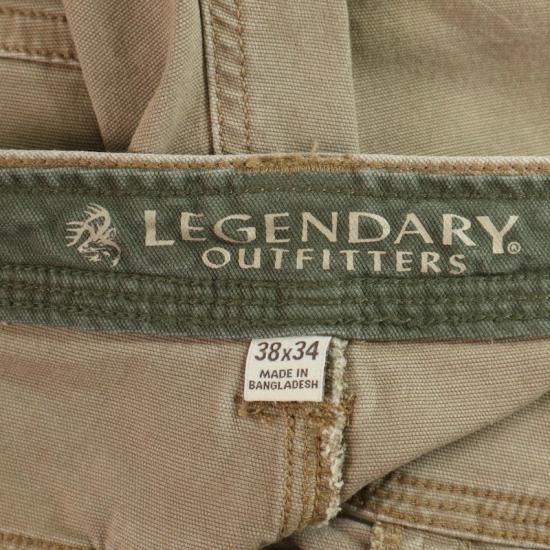 LEGENDARY®
OUTFITTERS
38x34
MADE IN
BANGLADESH